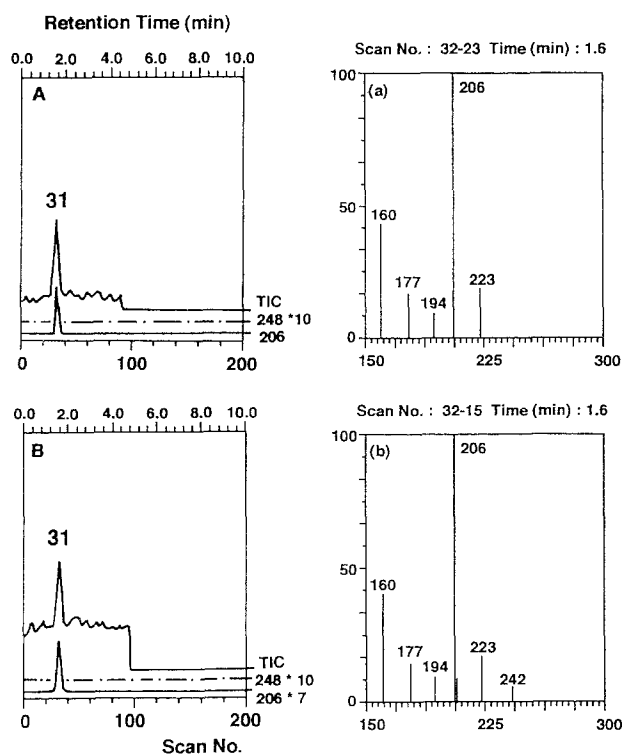 Retention Time (min)
0.0 2.0 4.0 6.0 8.0 10.0
A
31
TIC
248 *10
206
0 100 200
Scan No. : 32-23 Time (min) : 1.6
100
(a)
206
50
160
177
194
223
0
150 225 300
0.0 2.0 4.0 6.0 8.0 10.0
B
31
TIC
248 * 10
206 * 7
0 100 200
Scan No.
Scan No. : 32-15 Time (min) : 1.6
100
(b)
206
50
160
177
194
223
242
0
150 225 300